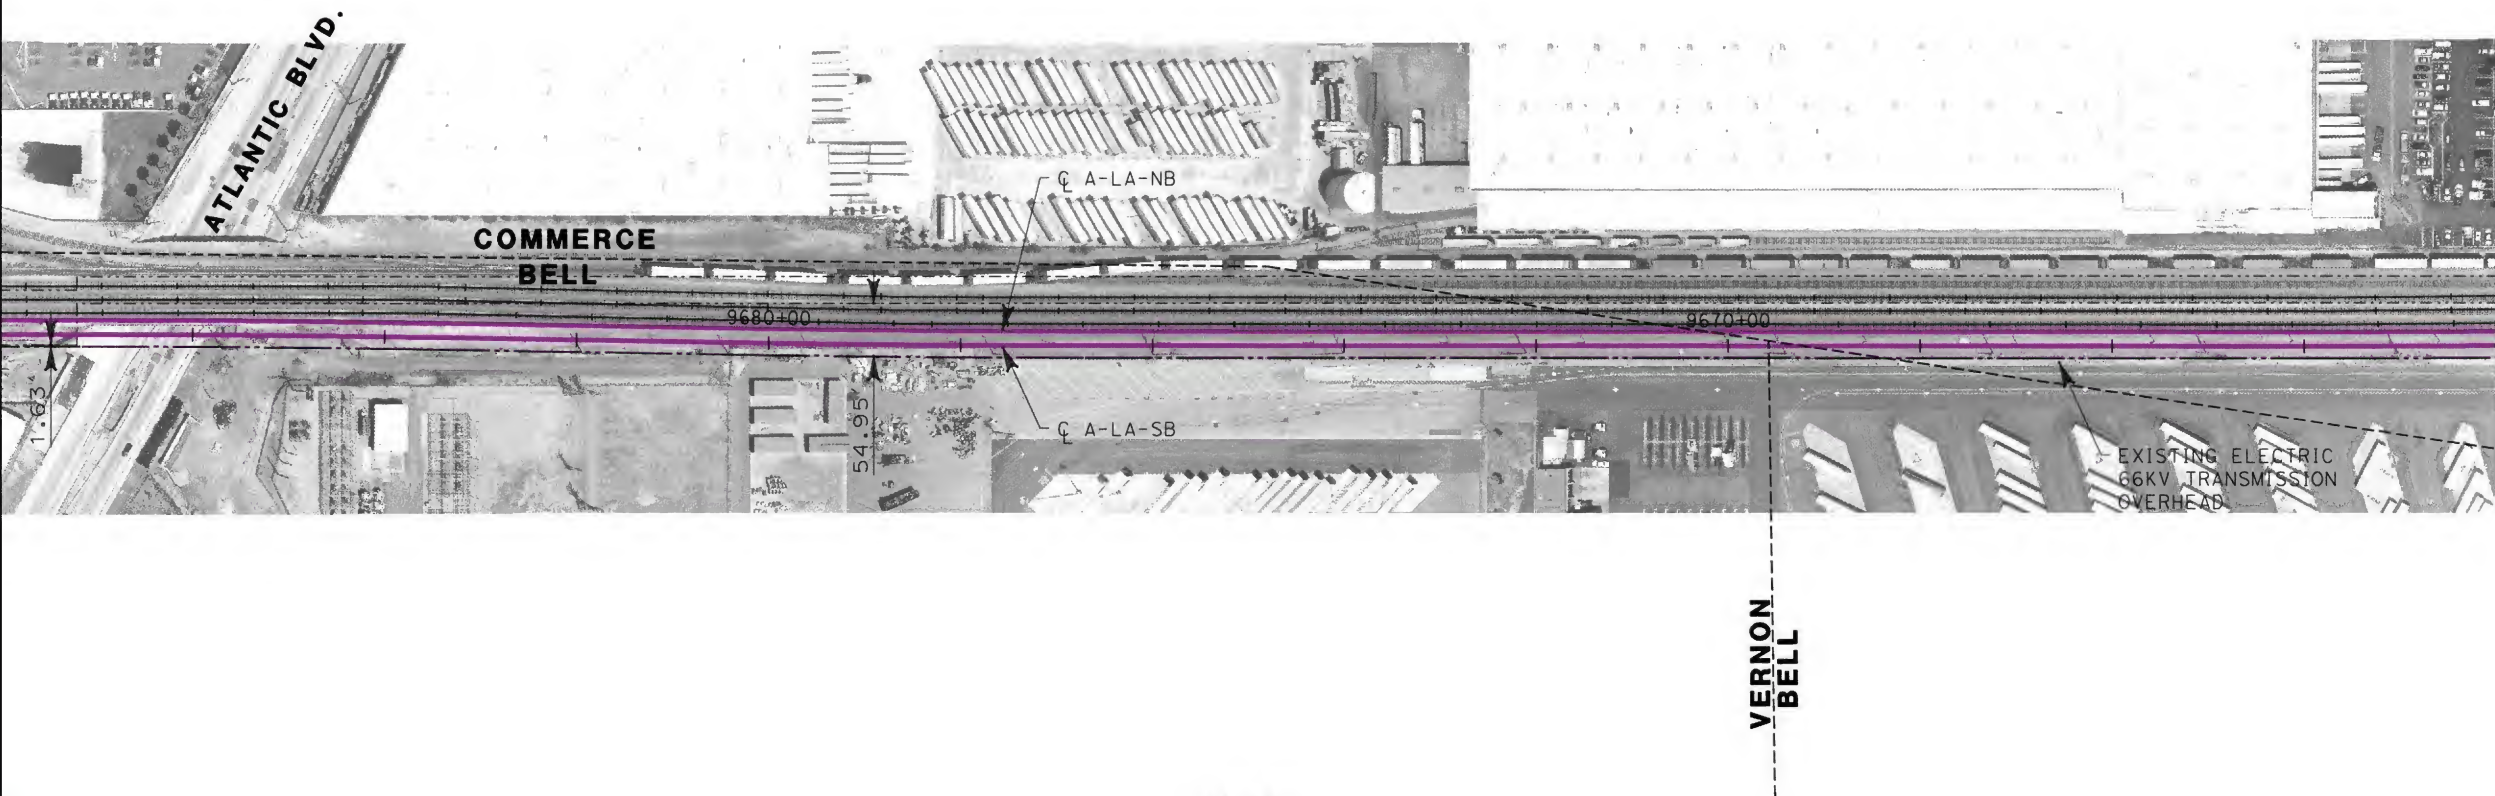 ATLANTIC BLVD.
℄ A-LA-NB
COMMERCE
BELL
9680+00
9670+00
1.63'
54.95'
℄ A-LA-SB
EXISTING ELECTRIC
66KV TRANSMISSION
OVERHEAD
VERNON
BELL